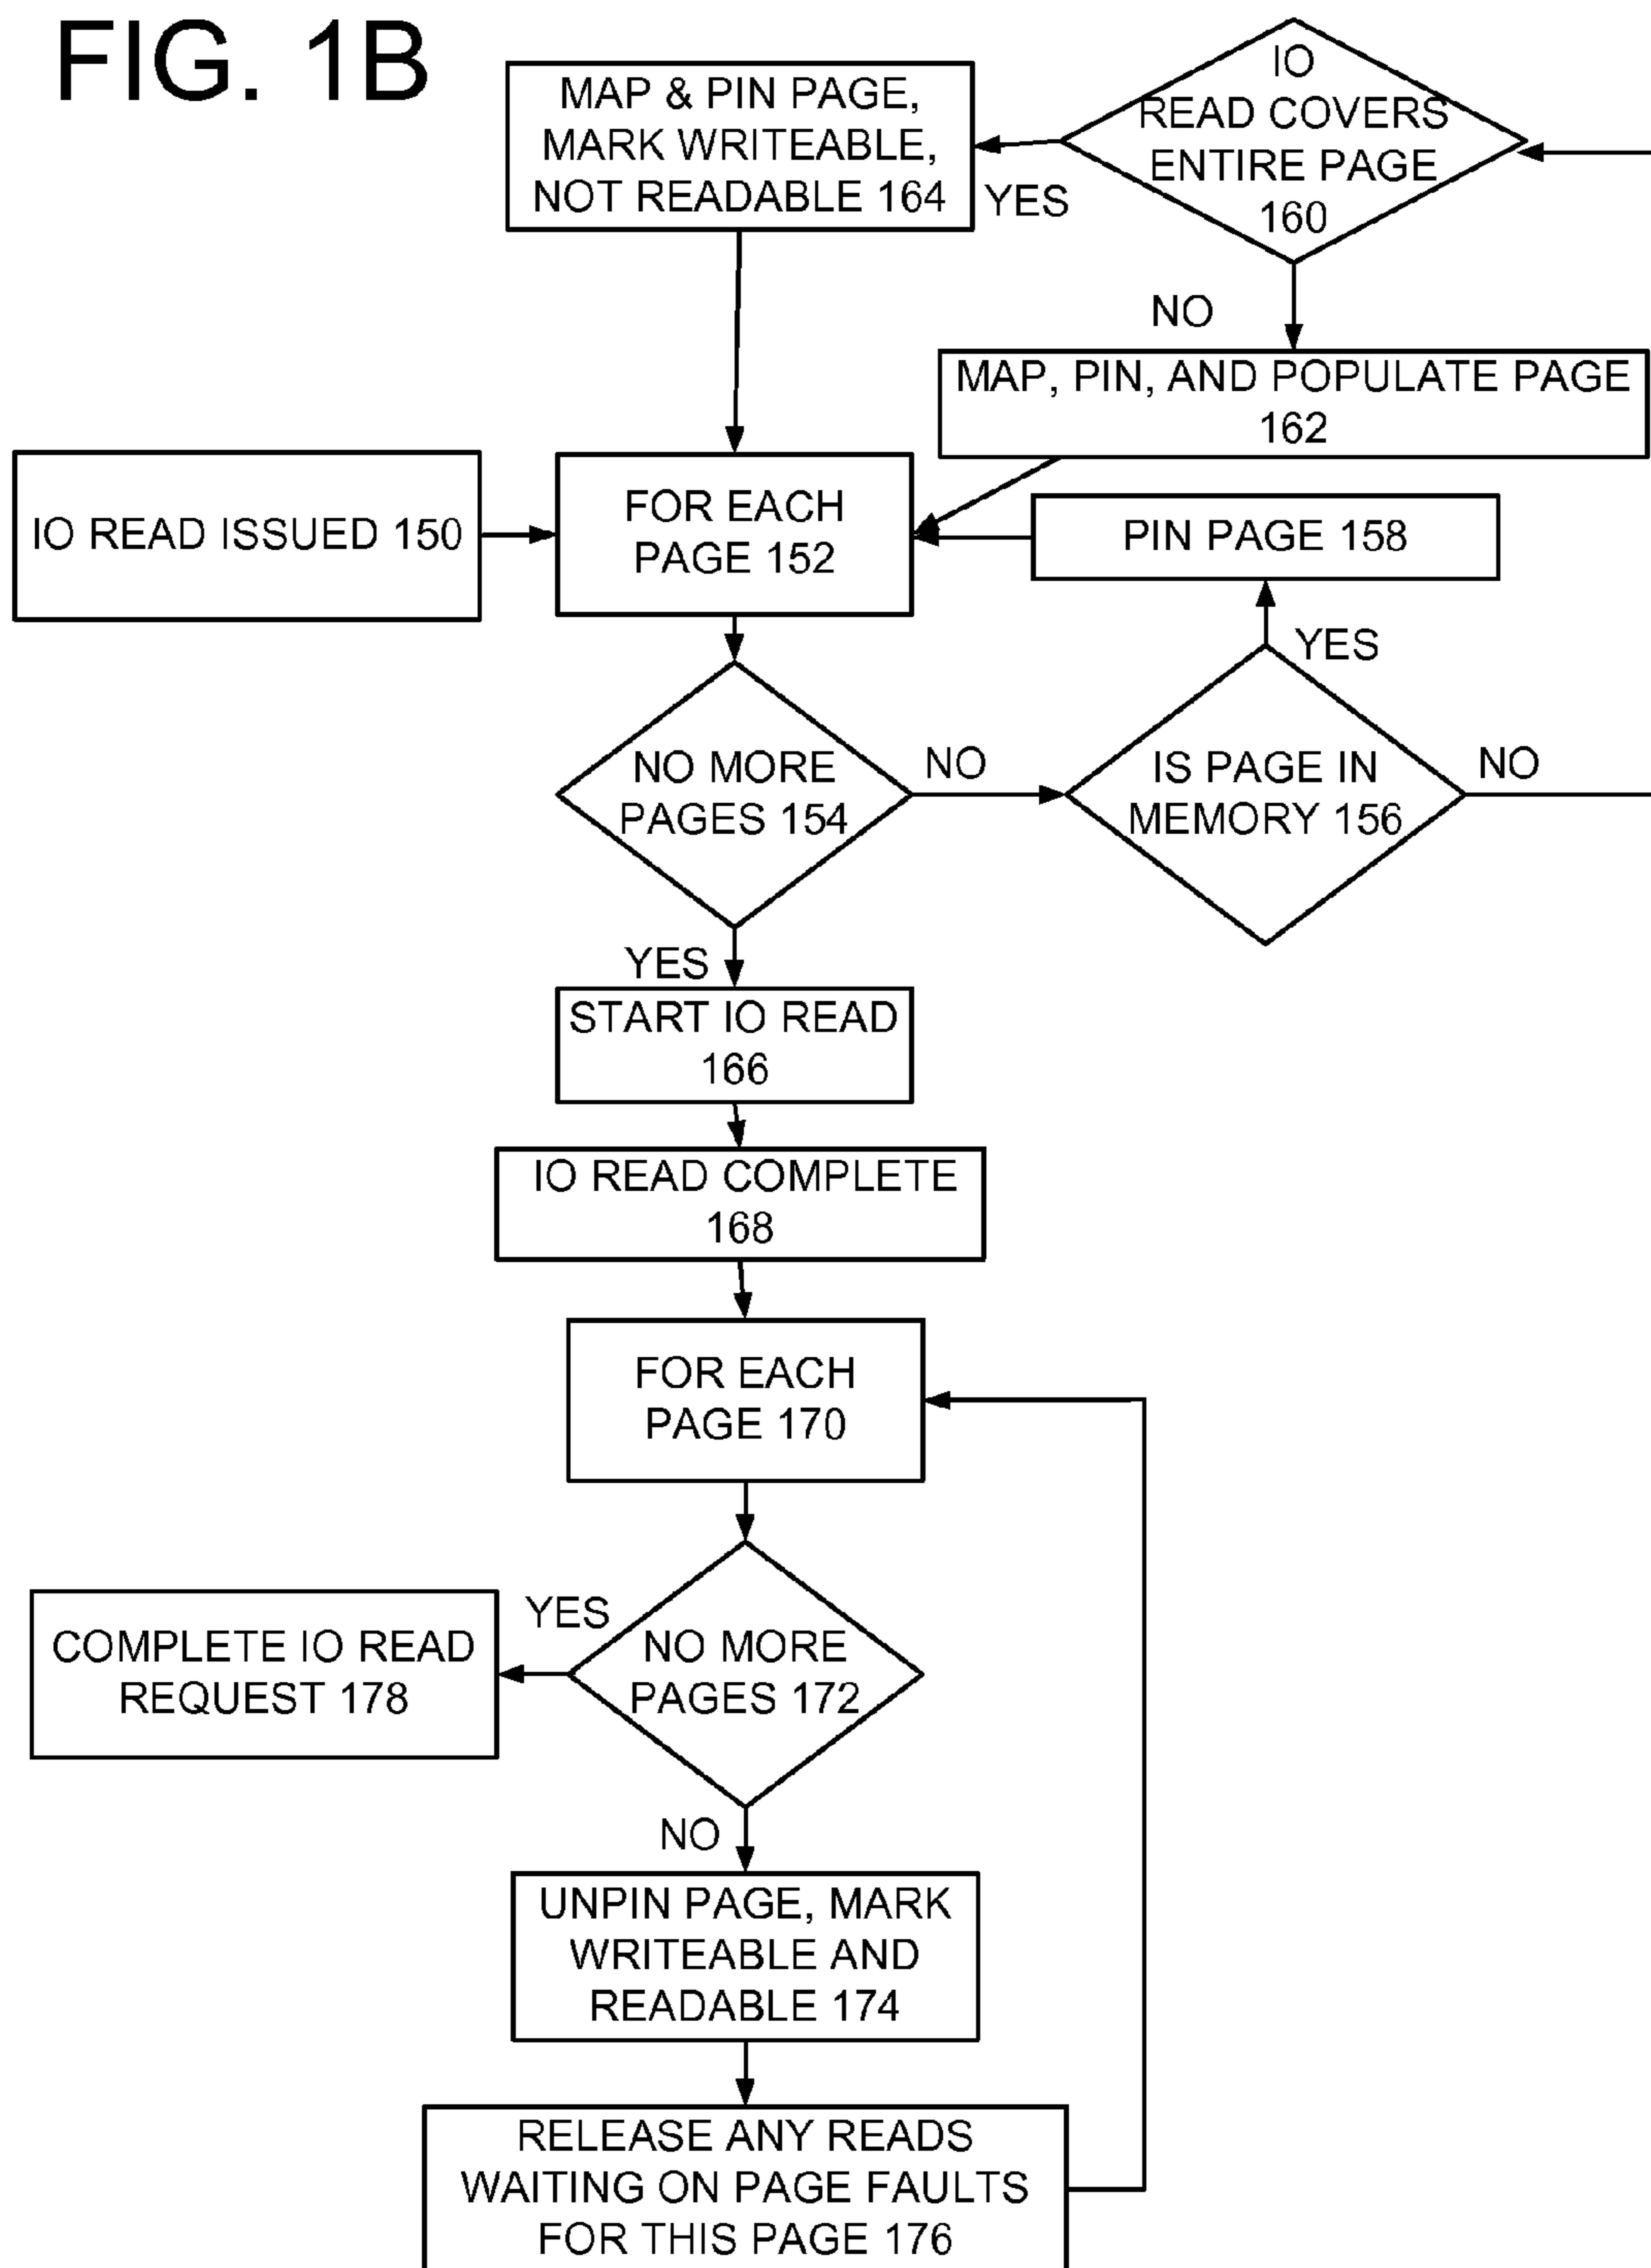 FIG. 1B
IO
READ COVERS
ENTIRE PAGE
160
MAP & PIN PAGE,
MARK WRITEABLE,
NOT READABLE 164
YES
NO
MAP, PIN, AND POPULATE PAGE
162
IO READ ISSUED 150
FOR EACH
PAGE 152
PIN PAGE 158
YES
NO MORE
PAGES 154
NO
IS PAGE IN
MEMORY 156
NO
YES
START IO READ
166
IO READ COMPLETE
168
FOR EACH
PAGE 170
YES
NO MORE
PAGES 172
COMPLETE IO READ
REQUEST 178
NO
UNPIN PAGE, MARK
WRITEABLE AND
READABLE 174
RELEASE ANY READS
WAITING ON PAGE FAULTS
FOR THIS PAGE 176